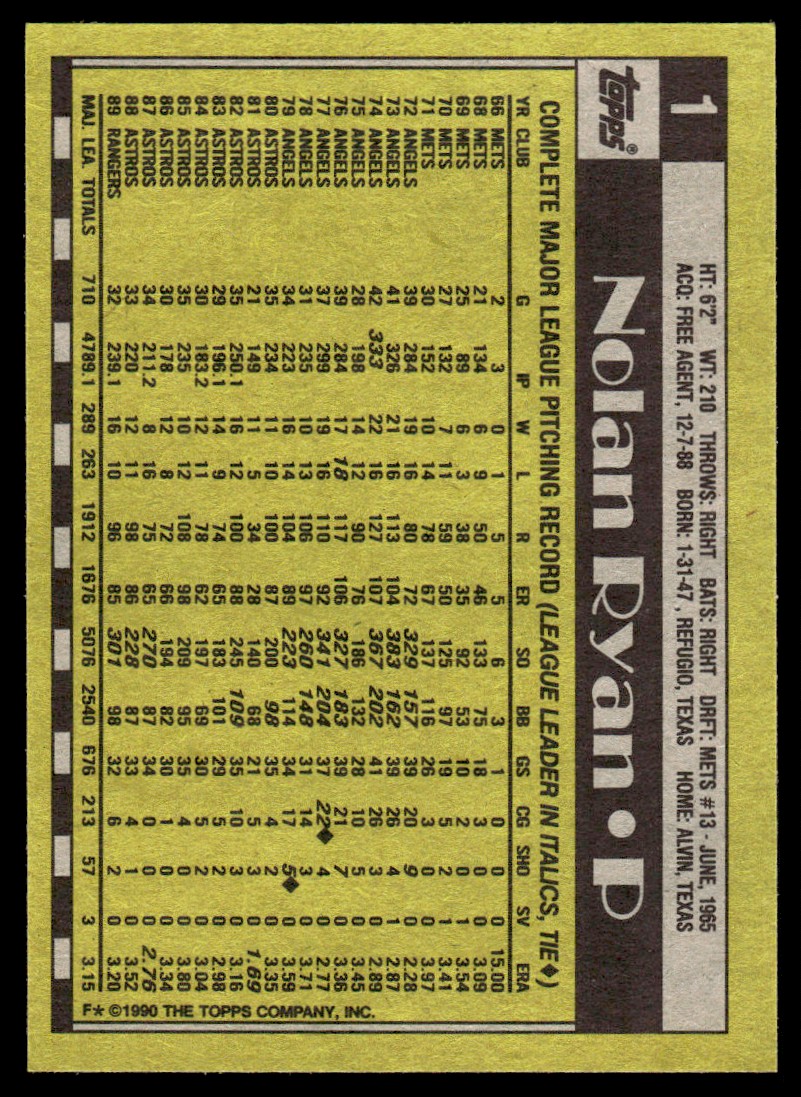 1
HT: 6'2" WT: 210 THROWS: RIGHT BATS: RIGHT DRFT: METS #13 - JUNE, 1965
ACQ: FREE AGENT, 12-7-88 BORN: 1-31-47, REFUGIO, TEXAS HOME: ALVIN, TEXAS
topps® Nolan Ryan • P
COMPLETE MAJOR LEAGUE PITCHING RECORD (LEAGUE LEADER IN ITALICS, TIE◆)
YR CLUB G IP W L R ER SO BB GS CG SHO SV ERA
66 METS 2 3 0 1 5 5 6 3 1 0 0 0 15.00
68 METS 21 134 6 9 50 46 133 75 18 3 0 0 3.09
69 METS 25 89 6 3 38 35 92 53 10 2 0 1 3.54
70 METS 27 132 7 11 59 50 125 97 19 5 2 1 3.41
71 METS 30 152 10 14 78 67 137 116 26 3 0 0 3.97
72 ANGELS 39 284 19 16 80 72 329 157 39 20 9 0 2.28
73 ANGELS 41 326 21 16 113 104 383 162 39 26 4 1 2.87
74 ANGELS 42 333 22 16 127 107 367 202 41 26 3 0 2.89
75 ANGELS 28 198 14 12 90 76 186 132 28 10 5 0 3.45
76 ANGELS 39 284 17 18 117 106 327 183 39 21 7 0 3.36
77 ANGELS 37 299 19 16 110 92 341 204 37 22◆ 4 0 2.77
78 ANGELS 31 235 10 13 106 97 260 148 31 14 3 0 3.71
79 ANGELS 34 223 16 14 104 89 223 114 34 17 5◆ 0 3.59
80 ASTROS 35 234 11 10 100 87 200 98 35 4 2 0 3.35
81 ASTROS 21 149 11 5 34 28 140 68 21 5 3 0 1.69
82 ASTROS 35 250.1 16 12 100 88 245 109 35 10 3 0 3.16
83 ASTROS 29 196.1 14 9 74 65 183 101 29 5 2 0 2.98
84 ASTROS 30 183.2 12 11 78 62 197 69 30 5 2 0 3.04
85 ASTROS 35 235 10 12 108 98 209 95 35 4 0 0 3.80
86 ASTROS 30 178 12 8 72 66 194 82 30 1 0 0 3.34
87 ASTROS 34 211.2 8 16 75 65 270 87 34 0 0 0 2.76
88 ASTROS 33 220 12 11 98 86 228 87 33 4 1 0 3.52
89 RANGERS 32 239.1 16 10 96 85 301 98 32 6 2 0 3.20
MAJ. LEA. TOTALS 710 4789.1 289 263 1912 1676 5076 2540 676 213 57 3 3.15
F* ©1990 THE TOPPS COMPANY, INC.